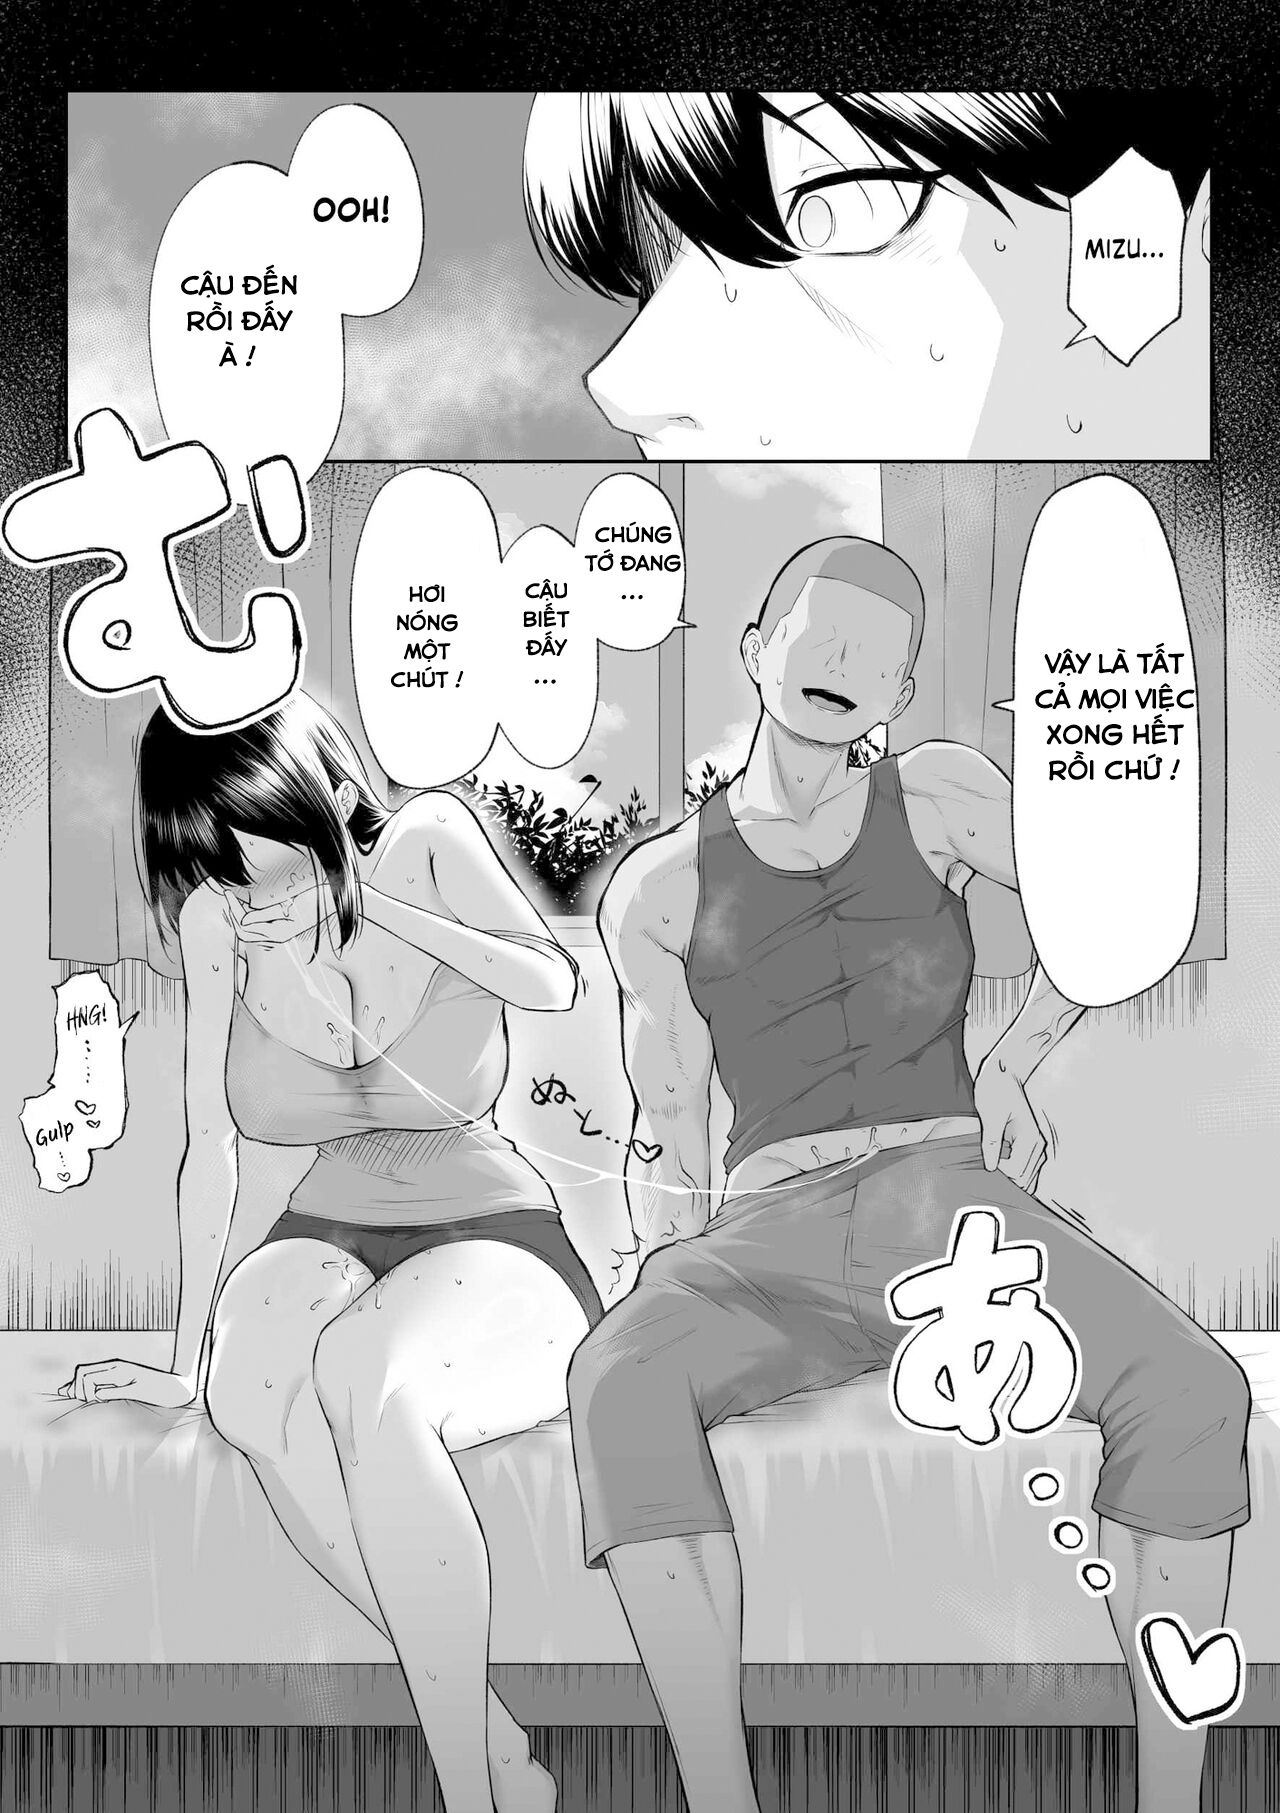 MIZU...
OOH!
CẬU ĐẾN
RỒI ĐẤY
À !
む
VẬY LÀ TẤT
CẢ MỌI VIỆC
XONG HẾT
RỒI CHỨ !
CHÚNG
TỚ ĐANG
...
CẬU
BIẾT
ĐẤY
...
HƠI
NÓNG
MỘT
CHÚT !
HNG!
......
Gulp
....
ぬと...♡
あ
...
♡